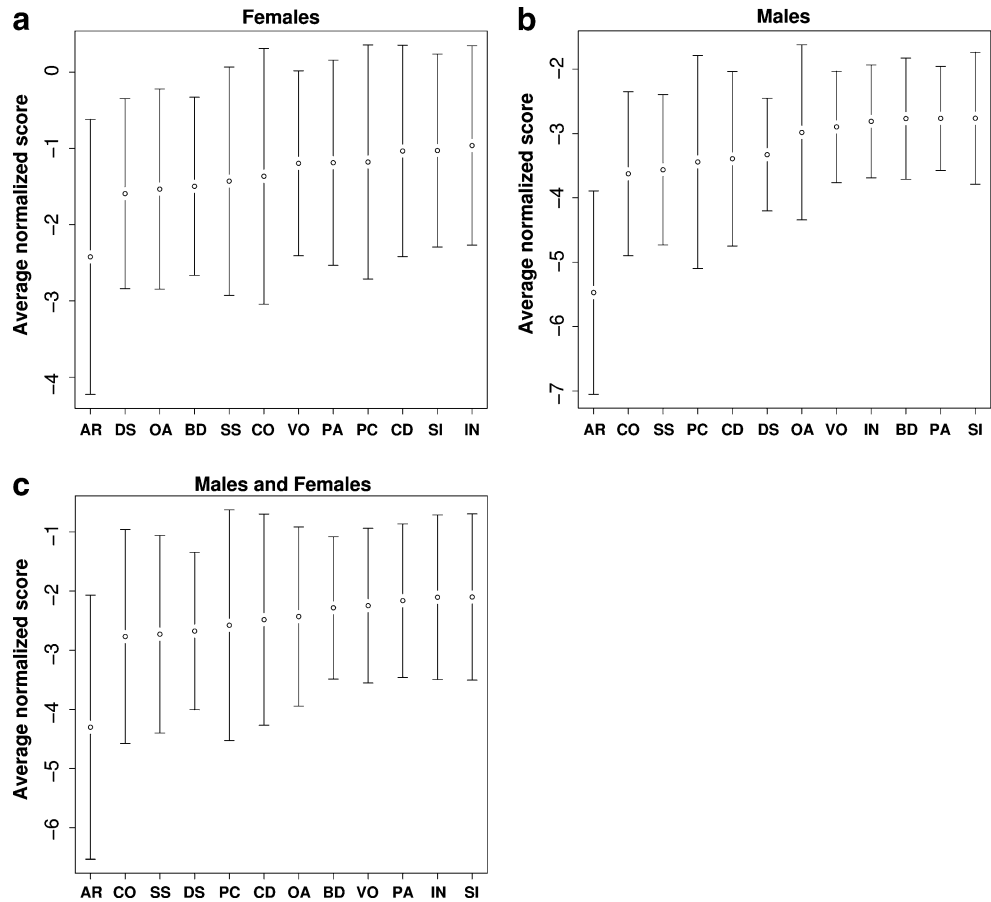 a
Females
Average normalized score
0
−1
−2
−3
−4
AR DS OA BD SS CO VO PA PC CD SI IN
b
Males
Average normalized score
−2
−3
−4
−5
−6
−7
AR CO SS PC CD DS OA VO IN BD PA SI
c
Males and Females
Average normalized score
−1
−2
−3
−4
−5
−6
AR CO SS DS PC CD OA BD VO PA IN SI